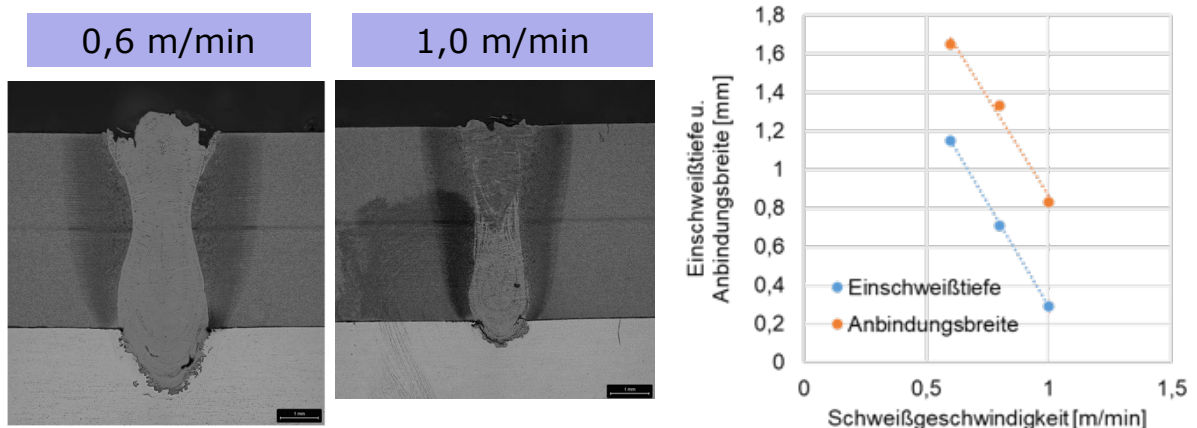 0,6 m/min
1,0 m/min
1 mm
1 mm
Einschweißtiefe u.
Anbindungsbreite [mm]
1,8
1,6
1,4
1,2
1
0,8
0,6
0,4
0,2
0
Einschweißtiefe
Anbindungsbreite
0
0,5
1
1,5
Schweißgeschwindigkeit [m/min]